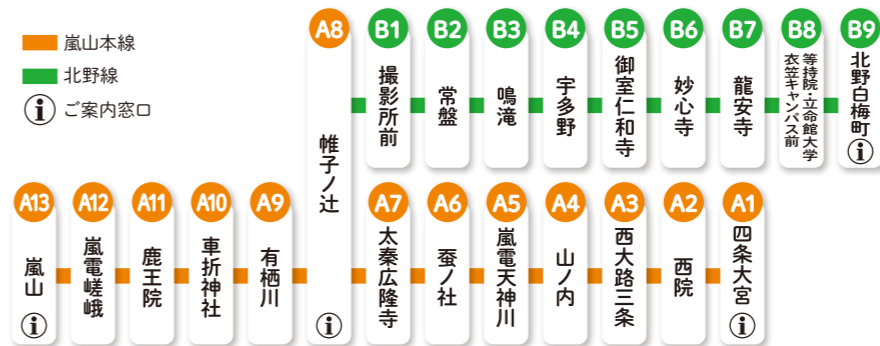 嵐山本線
北野線
i ご案内窓口
A8
帷子ノ辻
i
B1
撮影所前
B2
常盤
B3
鳴滝
B4
宇多野
B5
御室仁和寺
B6
妙心寺
B7
龍安寺
B8
等持院・立命館大学
衣笠キャンパス前
B9
北野白梅町
i
A13
嵐山
i
A12
嵐電嵯峨
A11
鹿王院
A10
車折神社
A9
有栖川
A7
太秦広隆寺
A6
蚕ノ社
A5
嵐電天神川
A4
山ノ内
A3
西大路三条
A2
西院
A1
四条大宮
i